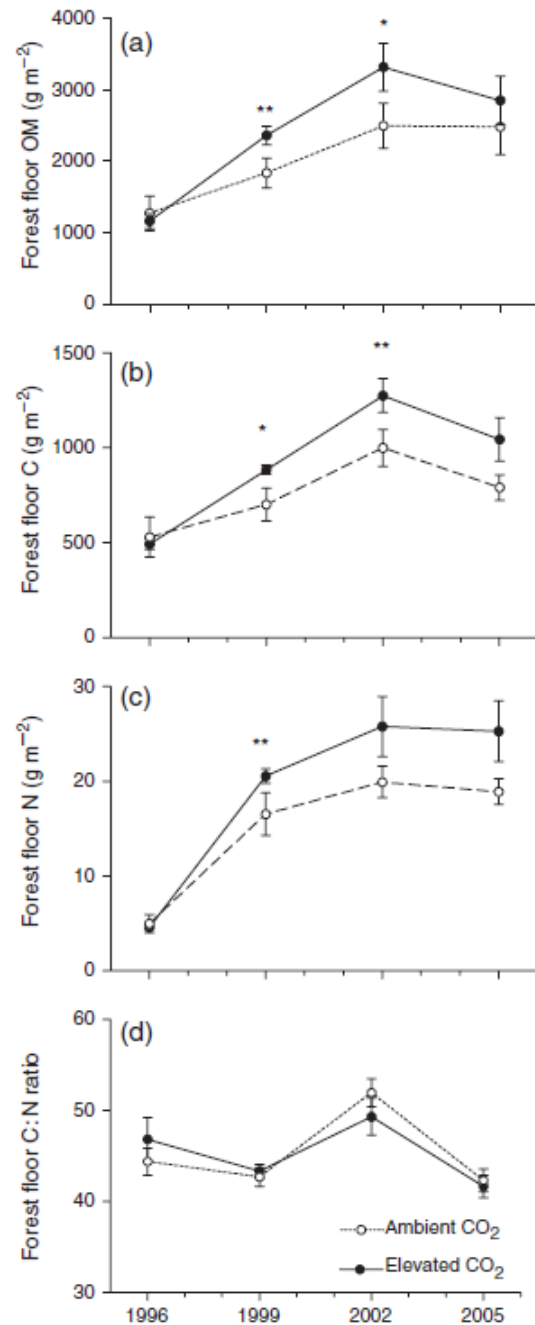 (a)
Forest floor OM (g m⁻²)
4000
3000
2000
1000
0
**
*
(b)
Forest floor C (g m⁻²)
1500
1000
500
0
*
**
(c)
Forest floor N (g m⁻²)
30
20
10
0
**
(d)
Forest floor C:N ratio
60
50
40
30
Ambient CO₂
Elevated CO₂
1996 1999 2002 2005